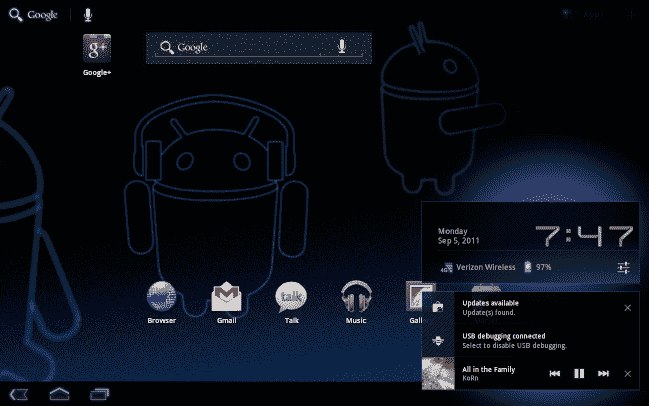 Google
g+
Google
Google+
Monday
7:47
Sep 5, 2011
4G Verizon Wireless 97%
Browser
Gmail
talk
Talk
Music
Updates available
Update(s) found.
USB debugging connected
Select to disable USB debugging.
All in the Family
KoRn